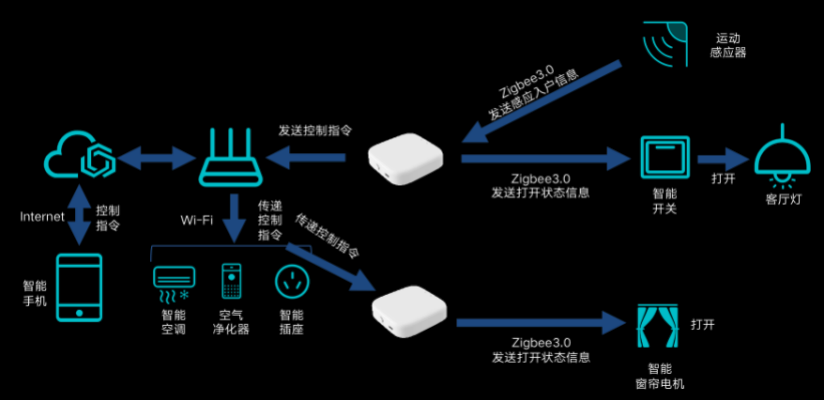 运动
感应器
Zigbee3.0
发送感应入户信息
发送控制指令
Zigbee3.0
发送打开状态信息
智能
开关
打开
客厅灯
Internet
控制
指令
Wi-Fi
传递
控制
指令
传递控制指令
智能
手机
智能
空调
空气
净化器
智能
插座
Zigbee3.0
发送打开状态信息
打开
智能
窗帘电机